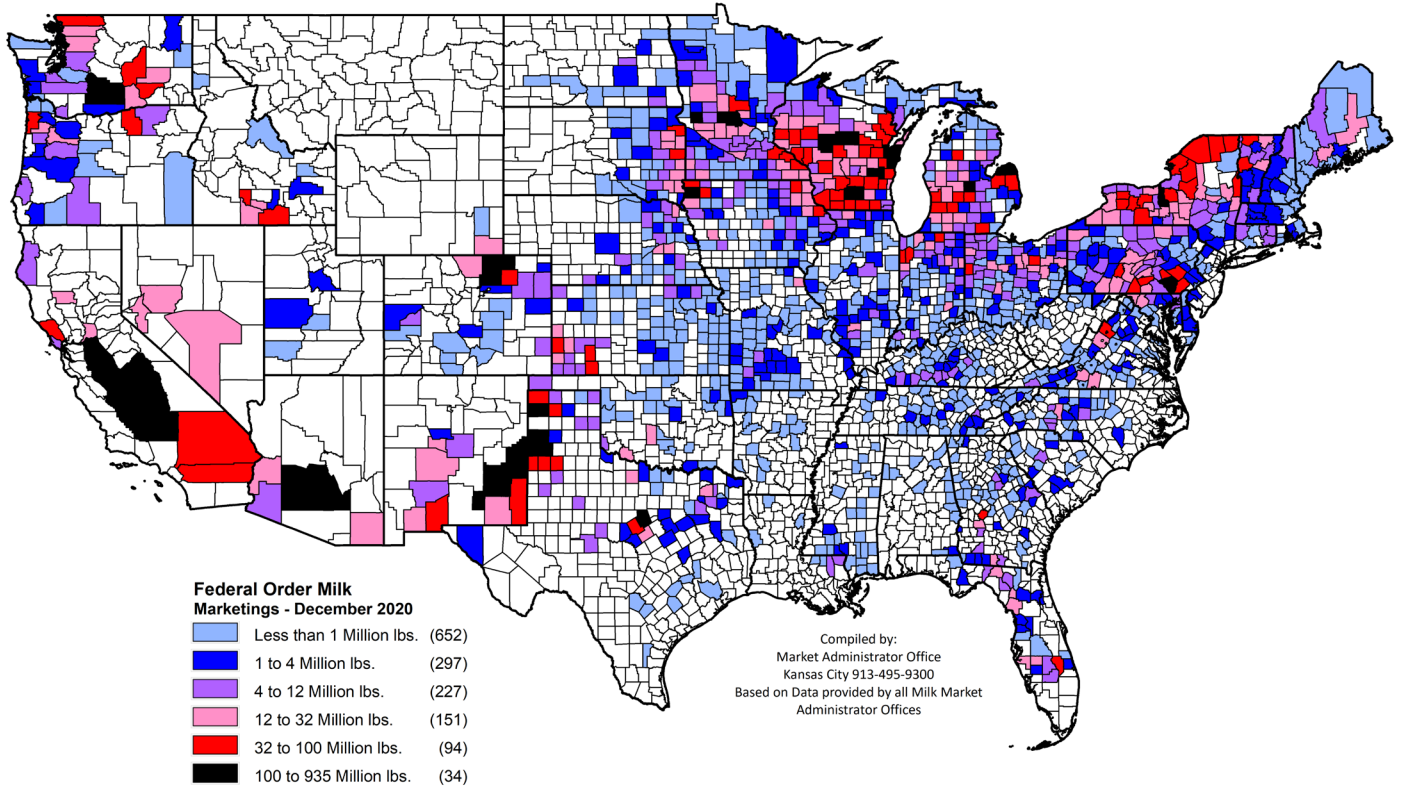 Federal Order Milk
Marketings - December 2020
Less than 1 Million lbs. (652)
1 to 4 Million lbs. (297)
4 to 12 Million lbs. (227)
12 to 32 Million lbs. (151)
32 to 100 Million lbs. (94)
100 to 935 Million lbs. (34)
Compiled by:
Market Administrator Office
Kansas City 913-495-9300
Based on Data provided by all Milk Market
Administrator Offices